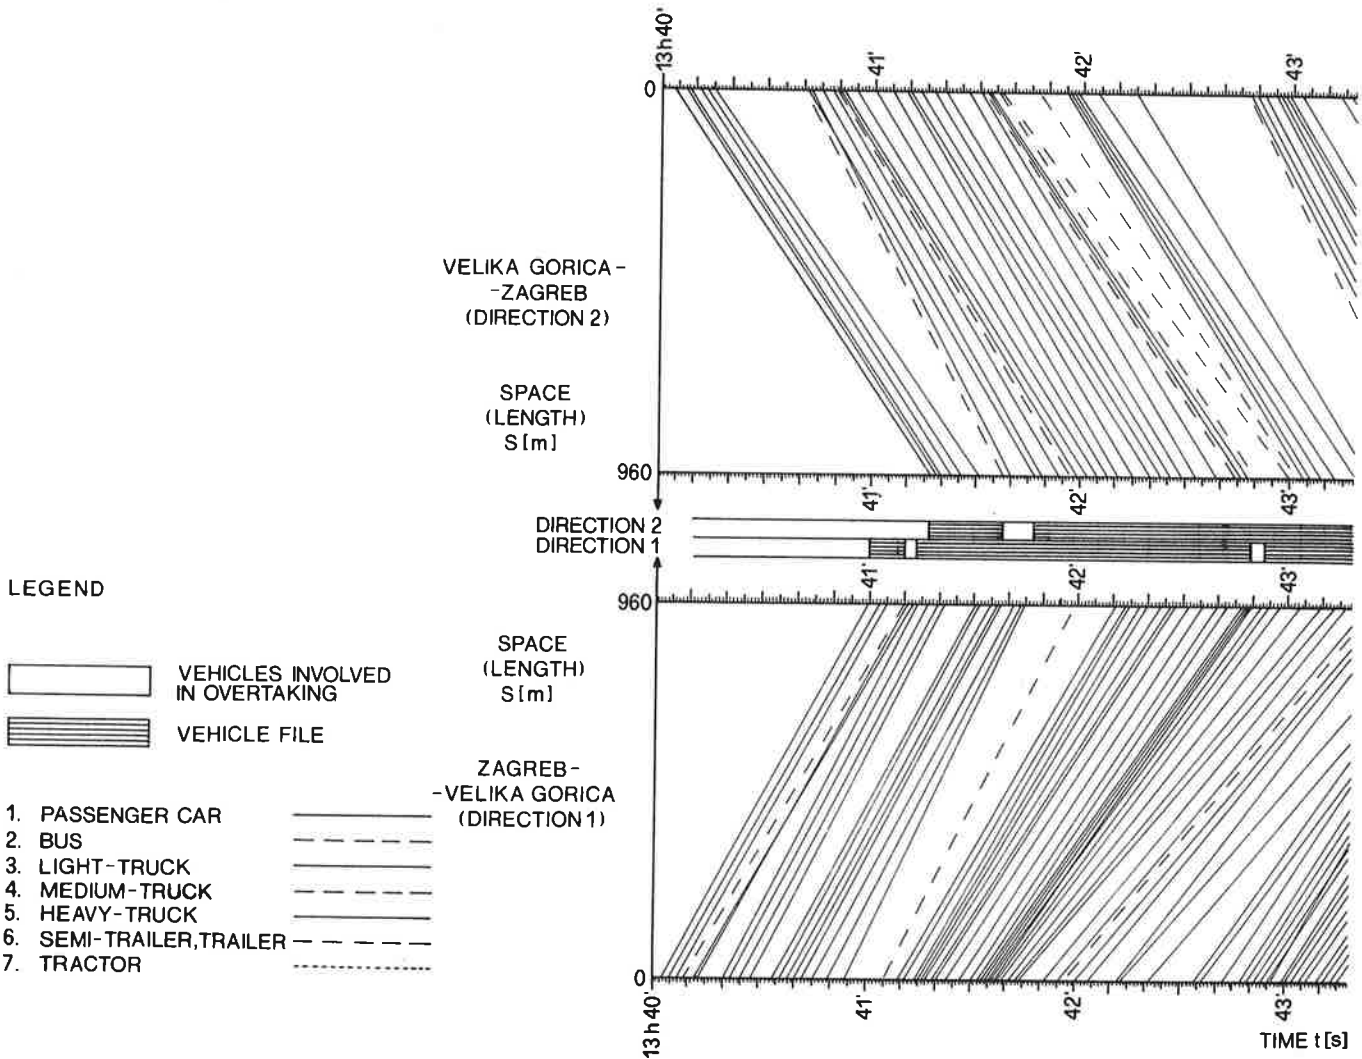 13h40'
41'
42'
43'
0
VELIKA GORICA-
-ZAGREB
(DIRECTION 2)
SPACE
(LENGTH)
S[m]
960
41'
42'
43'
DIRECTION 2
DIRECTION 1
41'
42'
43'
960
LEGEND
SPACE
(LENGTH)
S[m]
VEHICLES INVOLVED
IN OVERTAKING
VEHICLE FILE
ZAGREB-
-VELIKA GORICA
(DIRECTION 1)
1. PASSENGER CAR
2. BUS
3. LIGHT-TRUCK
4. MEDIUM-TRUCK
5. HEAVY-TRUCK
6. SEMI-TRAILER,TRAILER
7. TRACTOR
0
13h40'
41'
42'
43'
TIME t[s]